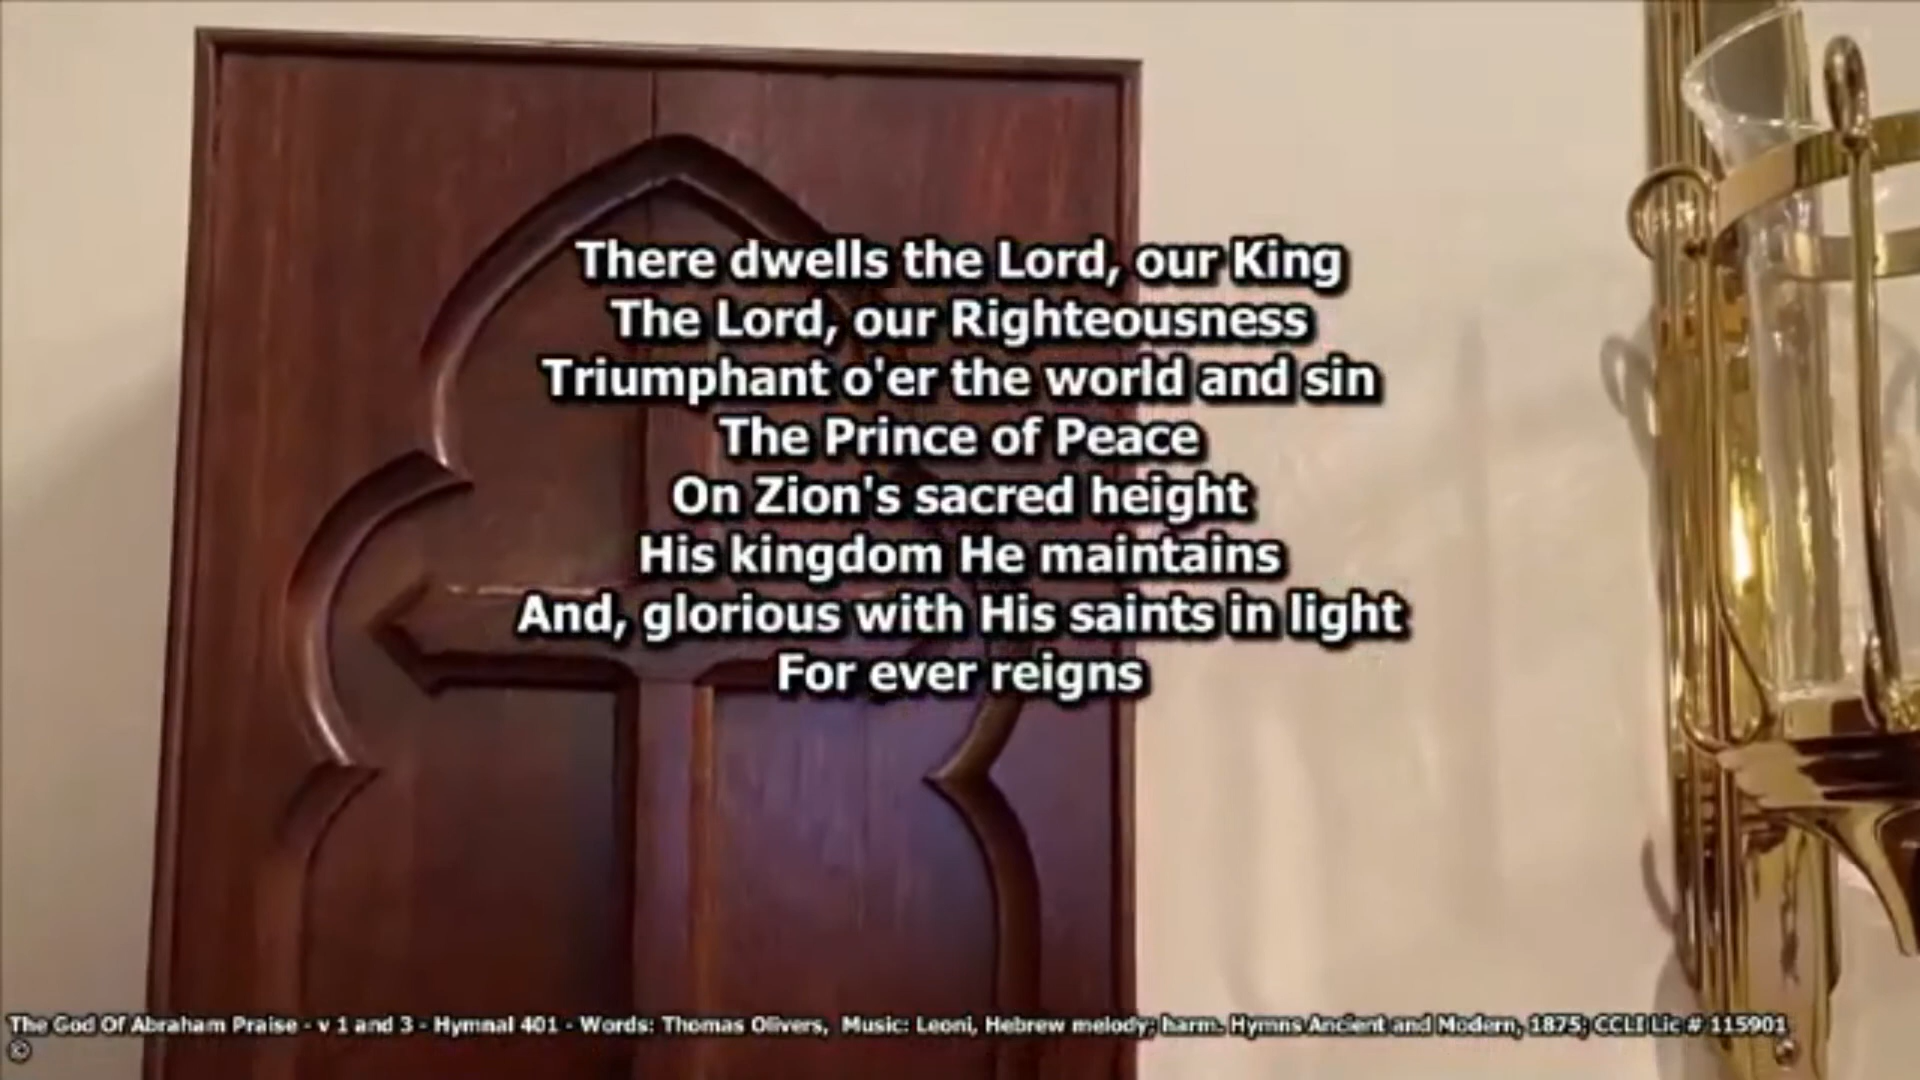 There dwells the Lord, our King
The Lord, our Righteousness
Triumphant o'er the world and sin
The Prince of Peace
On Zion's sacred height
His kingdom He maintains
And, glorious with His saints in light
For ever reigns
The God Of Abraham Praise - v 1 and 3 - Hymnal 401 - Words: Thomas Olivers, Music: Leoni, Hebrew melody; harm. Hymns Ancient and Modern, 1875; CCLI Lic # 115901
©